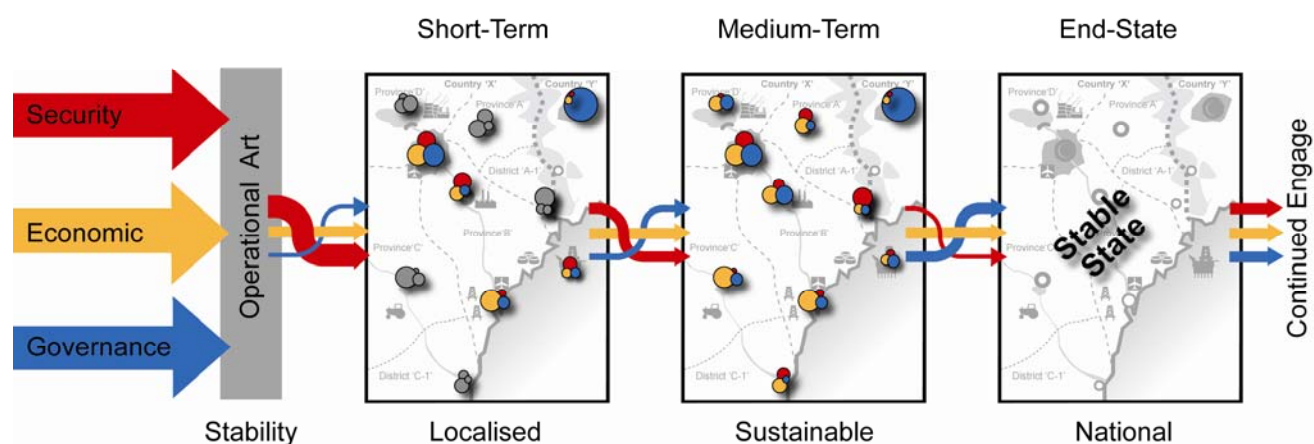 Short-Term
Medium-Term
End-State
Security
Economic
Governance
Operational Art
Country 'X'
Country 'Y'
Province'D'
Province 'A'
District 'A-1'
Province'C'
Province 'B'
District 'C-1'
Country 'X'
Country 'Y'
Province'D'
Province 'A'
District 'A-1'
Province'C'
Province 'B'
District 'C-1'
Country 'X'
Country 'Y'
Province'D'
Province 'A'
District 'A-1'
Province'C'
Province 'B'
District 'C-1'
Stable
State
Continued Engage
Stability
Localised
Sustainable
National